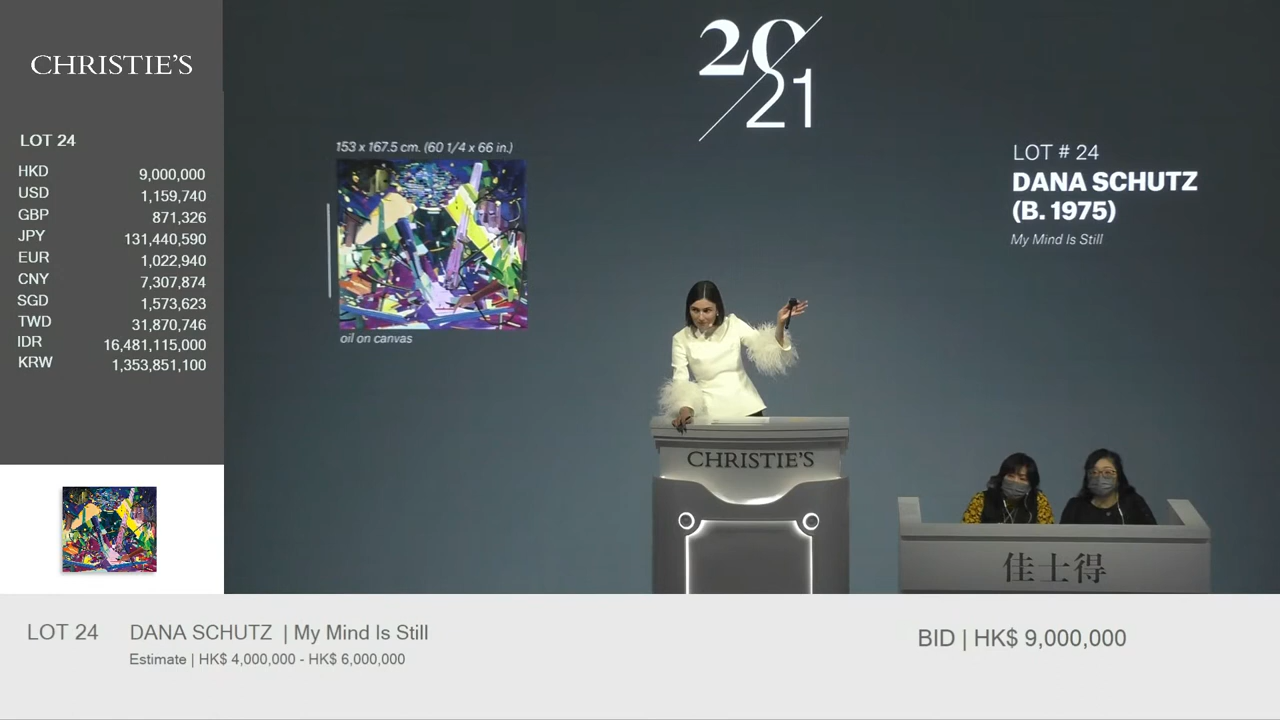 CHRISTIE'S
LOT 24
HKD 9,000,000
USD 1,159,740
GBP 871,326
JPY 131,440,590
EUR 1,022,940
CNY 7,307,874
SGD 1,573,623
TWD 31,870,746
IDR 16,481,115,000
KRW 1,353,851,100
20
21
153 x 167.5 cm. (60 1/4 x 66 in.)
oil on canvas
LOT # 24
DANA SCHUTZ
(B. 1975)
My Mind Is Still
CHRISTIE'S
佳士得
LOT 24
DANA SCHUTZ | My Mind Is Still
Estimate | HK$ 4,000,000 - HK$ 6,000,000
BID | HK$ 9,000,000